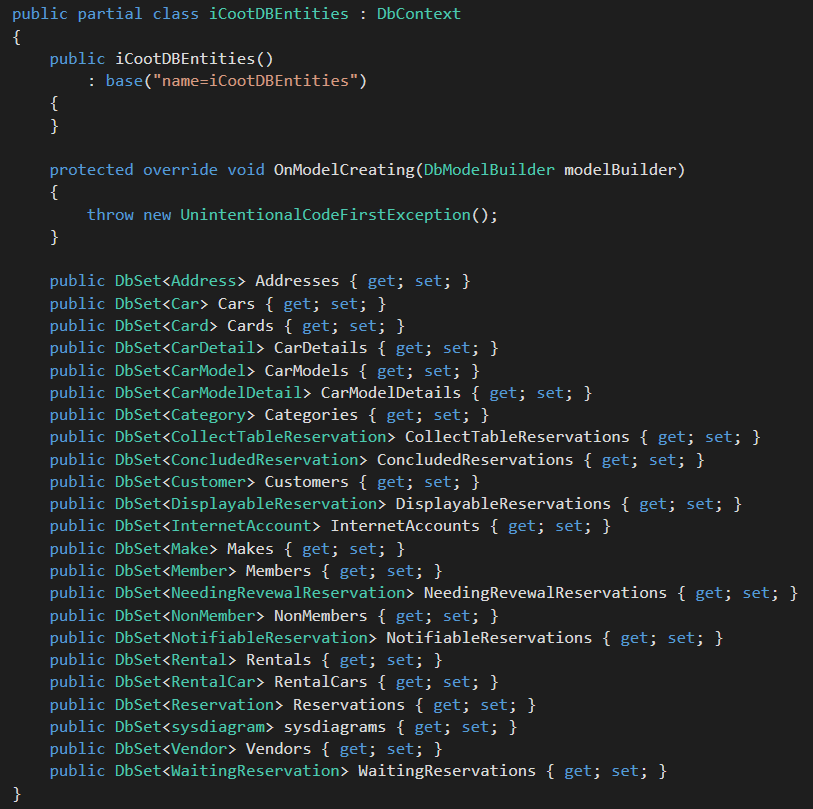 public partial class iCootDBEntities : DbContext
{
    public iCootDBEntities()
        : base("name=iCootDBEntities")
    {
    }

    protected override void OnModelCreating(DbModelBuilder modelBuilder)
    {
        throw new UnintentionalCodeFirstException();
    }

    public DbSet<Address> Addresses { get; set; }
    public DbSet<Car> Cars { get; set; }
    public DbSet<Card> Cards { get; set; }
    public DbSet<CarDetail> CarDetails { get; set; }
    public DbSet<CarModel> CarModels { get; set; }
    public DbSet<CarModelDetail> CarModelDetails { get; set; }
    public DbSet<Category> Categories { get; set; }
    public DbSet<CollectTableReservation> CollectTableReservations { get; set; }
    public DbSet<ConcludedReservation> ConcludedReservations { get; set; }
    public DbSet<Customer> Customers { get; set; }
    public DbSet<DisplayableReservation> DisplayableReservations { get; set; }
    public DbSet<InternetAccount> InternetAccounts { get; set; }
    public DbSet<Make> Makes { get; set; }
    public DbSet<Member> Members { get; set; }
    public DbSet<NeedingRevewalReservation> NeedingRevewalReservations { get; set; }
    public DbSet<NonMember> NonMembers { get; set; }
    public DbSet<NotifiableReservation> NotifiableReservations { get; set; }
    public DbSet<Rental> Rentals { get; set; }
    public DbSet<RentalCar> RentalCars { get; set; }
    public DbSet<Reservation> Reservations { get; set; }
    public DbSet<sysdiagram> sysdiagrams { get; set; }
    public DbSet<Vendor> Vendors { get; set; }
    public DbSet<WaitingReservation> WaitingReservations { get; set; }
}